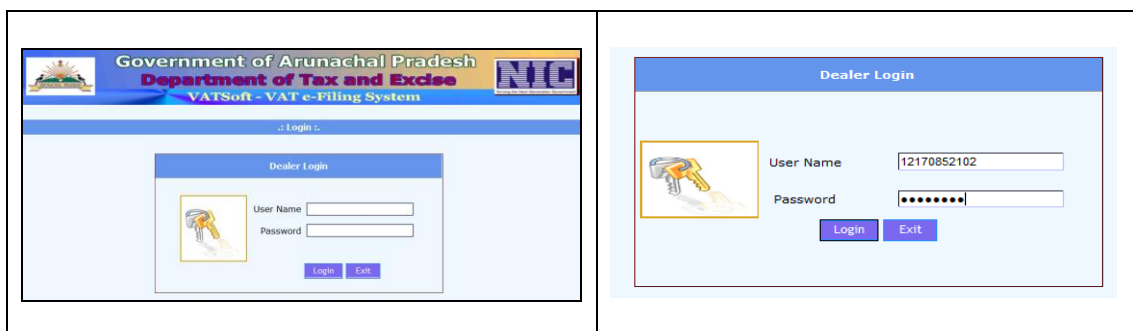 Government of Arunachal Pradesh
Department of Tax and Excise
NIC
VATSoft - VAT e-Filing System
.: Login :.
Dealer Login
User Name
Password
Login Exit
Dealer Login
User Name 12170852102
Password ••••••••
Login Exit